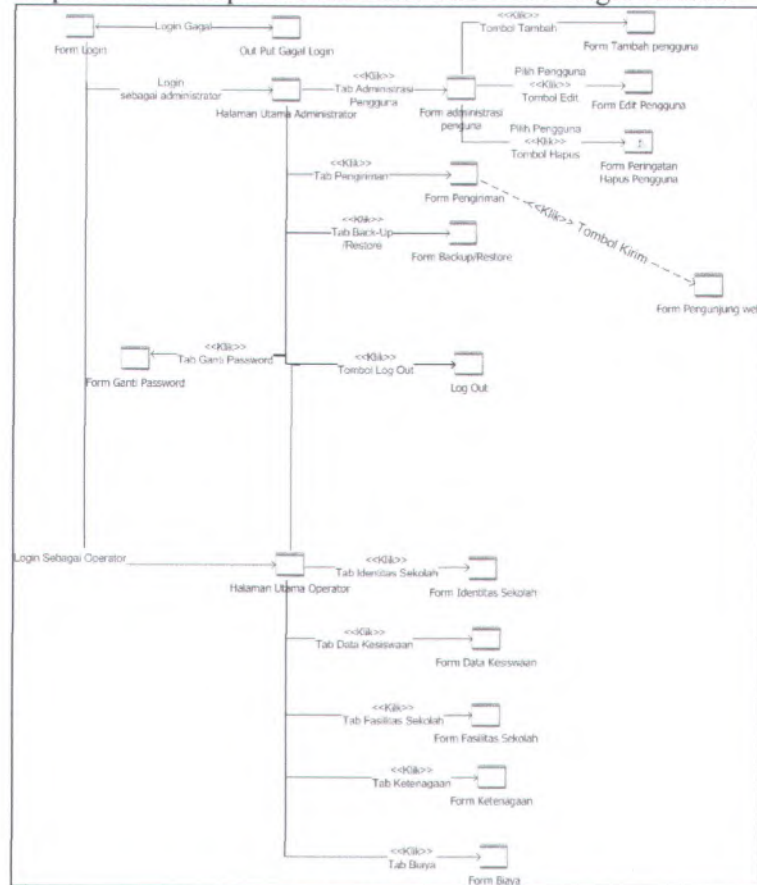 Form Login
Login Gagal
Out Put Gagal Login
<<Klik>>
Tombol Tambah
Form Tambah pengguna
Login
sebagai administrator
Halaman Utama Administrator
<<Klik>>
Tab Administrasi
Pengguna
Form administrasi
penguna
Pilih Pengguna
<<Klik>>
Tombol Edit
Form Edit Pengguna
Pilih Pengguna
<<Klik>>
Tombol Hapus
Form Peringatan
Hapus Pengguna
<<Klik>>
Tab Pengiriman
Form Pengiriman
<<Klik>> Tombol Kirim
Form Pengunjung wel
<<Klik>>
Tab Back-Up
/Restore
Form Backup/Restore
<<Klik>>
Tab Ganti Password
Form Ganti Password
<<Klik>>
Tombol Log Out
Log Out
Login Sebagai Operator
Halaman Utama Operator
<<Klik>>
Tab Identitas Sekolah
Form Identitas Sekolah
<<Klik>>
Tab Data Kesiswaan
Form Data Kesiswaan
<<Klik>>
Tab Fasilitas Sekolah
Form Fasilitas Sekolah
<<Klik>>
Tab Ketenagaan
Form Ketenagaan
<<Klik>>
Tab Biaya
Form Biaya